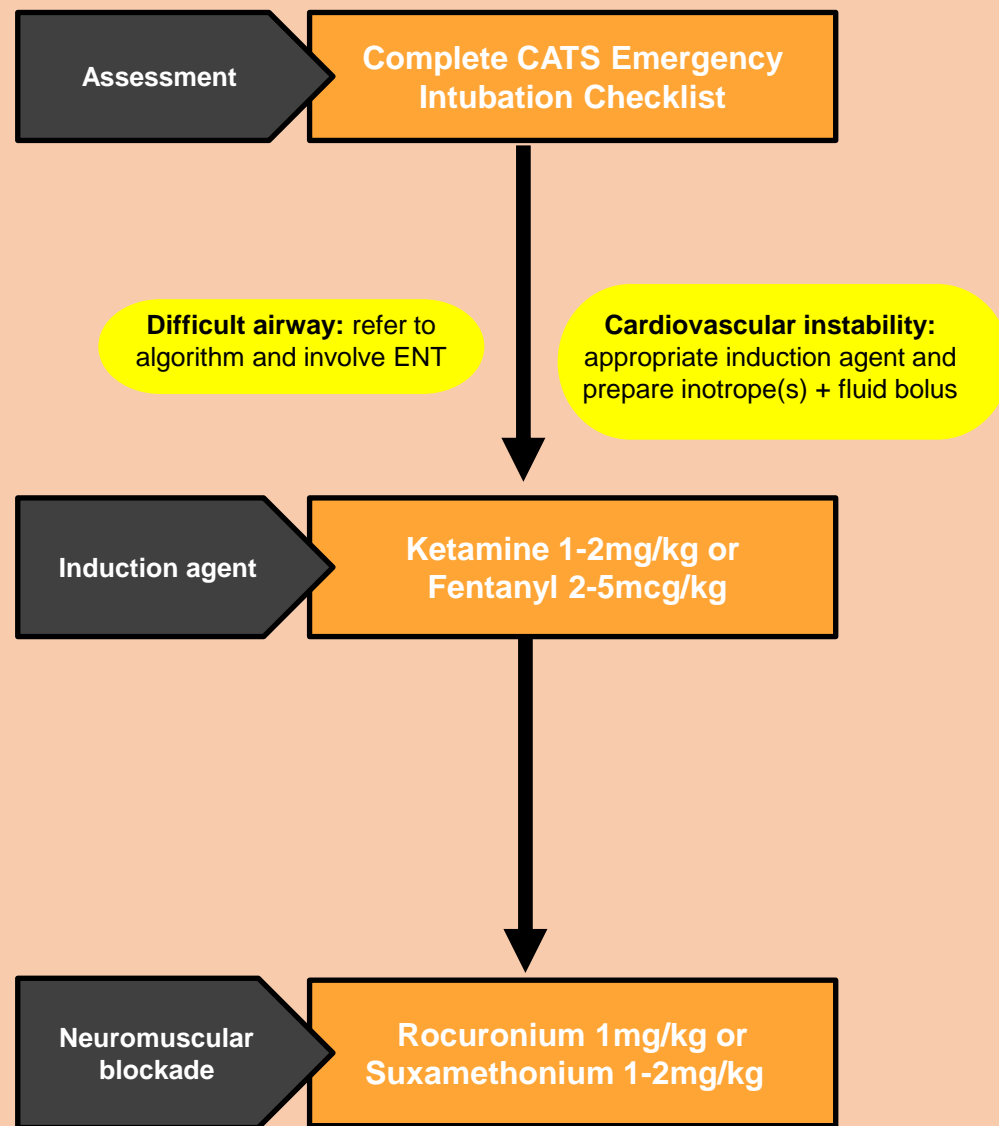 Assessment
Complete CATS Emergency
Intubation Checklist
Difficult airway: refer to
algorithm and involve ENT
Cardiovascular instability:
appropriate induction agent and
prepare inotrope(s) + fluid bolus
Induction agent
Ketamine 1-2mg/kg or
Fentanyl 2-5mcg/kg
Neuromuscular
blockade
Rocuronium 1mg/kg or
Suxamethonium 1-2mg/kg